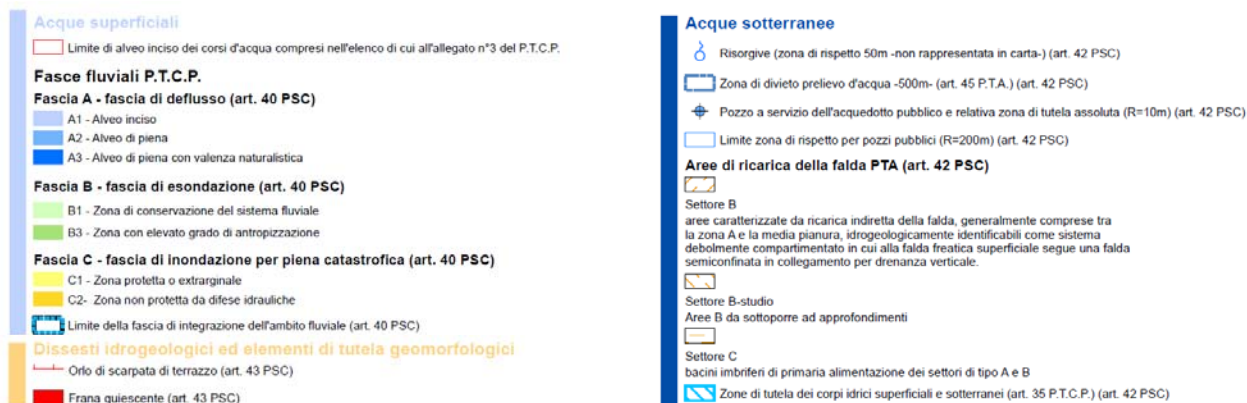 Acque superficiali
Limite di alveo inciso dei corsi d'acqua compresi nell'elenco di cui all'allegato n°3 del P.T.C.P.
Fasce fluviali P.T.C.P.
Fascia A - fascia di deflusso (art. 40 PSC)
A1 - Alveo inciso
A2 - Alveo di piena
A3 - Alveo di piena con valenza naturalistica
Fascia B - fascia di esondazione (art. 40 PSC)
B1 - Zona di conservazione del sistema fluviale
B3 - Zona con elevato grado di antropizzazione
Fascia C - fascia di inondazione per piena catastrofica (art. 40 PSC)
C1 - Zona protetta o extrarginale
C2- Zona non protetta da difese idrauliche
Limite della fascia di integrazione dell'ambito fluviale (art. 40 PSC)
Dissesti idrogeologici ed elementi di tutela geomorfologici
Orlo di scarpata di terrazzo (art. 43 PSC)
Frana quiescente (art. 43 PSC)
Acque sotterranee
Risorgive (zona di rispetto 50m -non rappresentata in carta-) (art. 42 PSC)
Zona di divieto prelievo d'acqua -500m- (art. 45 P.T.A.) (art. 42 PSC)
Pozzo a servizio dell'acquedotto pubblico e relativa zona di tutela assoluta (R=10m) (art. 42 PSC)
Limite zona di rispetto per pozzi pubblici (R=200m) (art. 42 PSC)
Aree di ricarica della falda PTA (art. 42 PSC)
Settore B
aree caratterizzate da ricarica indiretta della falda, generalmente comprese tra
la zona A e la media pianura, idrogeologicamente identificabili come sistema
debolmente compartimentato in cui alla falda freatica superficiale segue una falda
semiconfinata in collegamento per drenanza verticale.
Settore B-studio
Aree B da sottoporre ad approfondimenti
Settore C
bacini imbriferi di primaria alimentazione dei settori di tipo A e B
Zone di tutela dei corpi idrici superficiali e sotterranei (art. 35 P.T.C.P.) (art. 42 PSC)